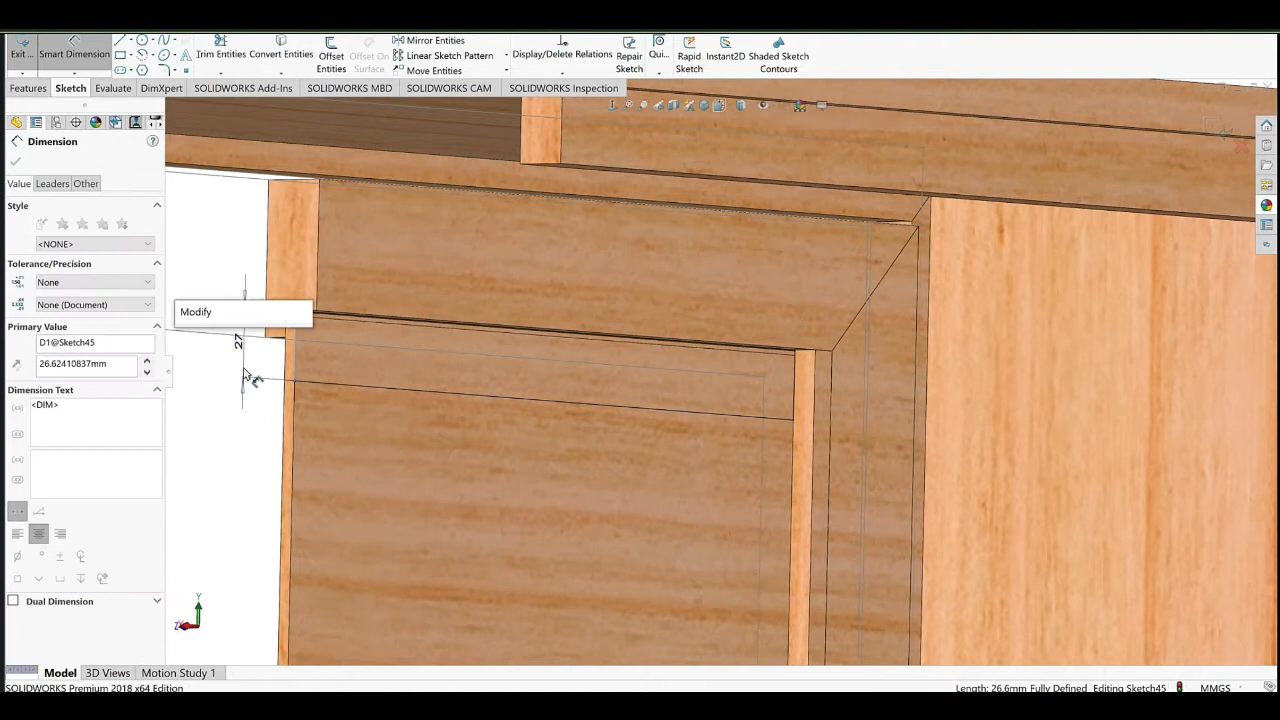 Exit ...
Smart Dimension
Trim Entities
Convert Entities
Offset Entities
Offset On Surface
Mirror Entities
Linear Sketch Pattern
Move Entities
Display/Delete Relations
Repair Sketch
Qui...
Rapid Sketch
Instant2D
Shaded Sketch Contours
Features
Sketch
Evaluate
DimXpert
SOLIDWORKS Add-Ins
SOLIDWORKS MBD
SOLIDWORKS CAM
SOLIDWORKS Inspection
Dimension
Value
Leaders
Other
Style
<NONE>
Tolerance/Precision
None
None (Document)
Primary Value
D1@Sketch45
26.62410837mm
Dimension Text
<DIM>
Dual Dimension
Modify
27
Y
Z
Model
3D Views
Motion Study 1
SOLIDWORKS Premium 2018 x64 Edition
Length: 26.6mm
Fully Defined
Editing Sketch45
MMGS